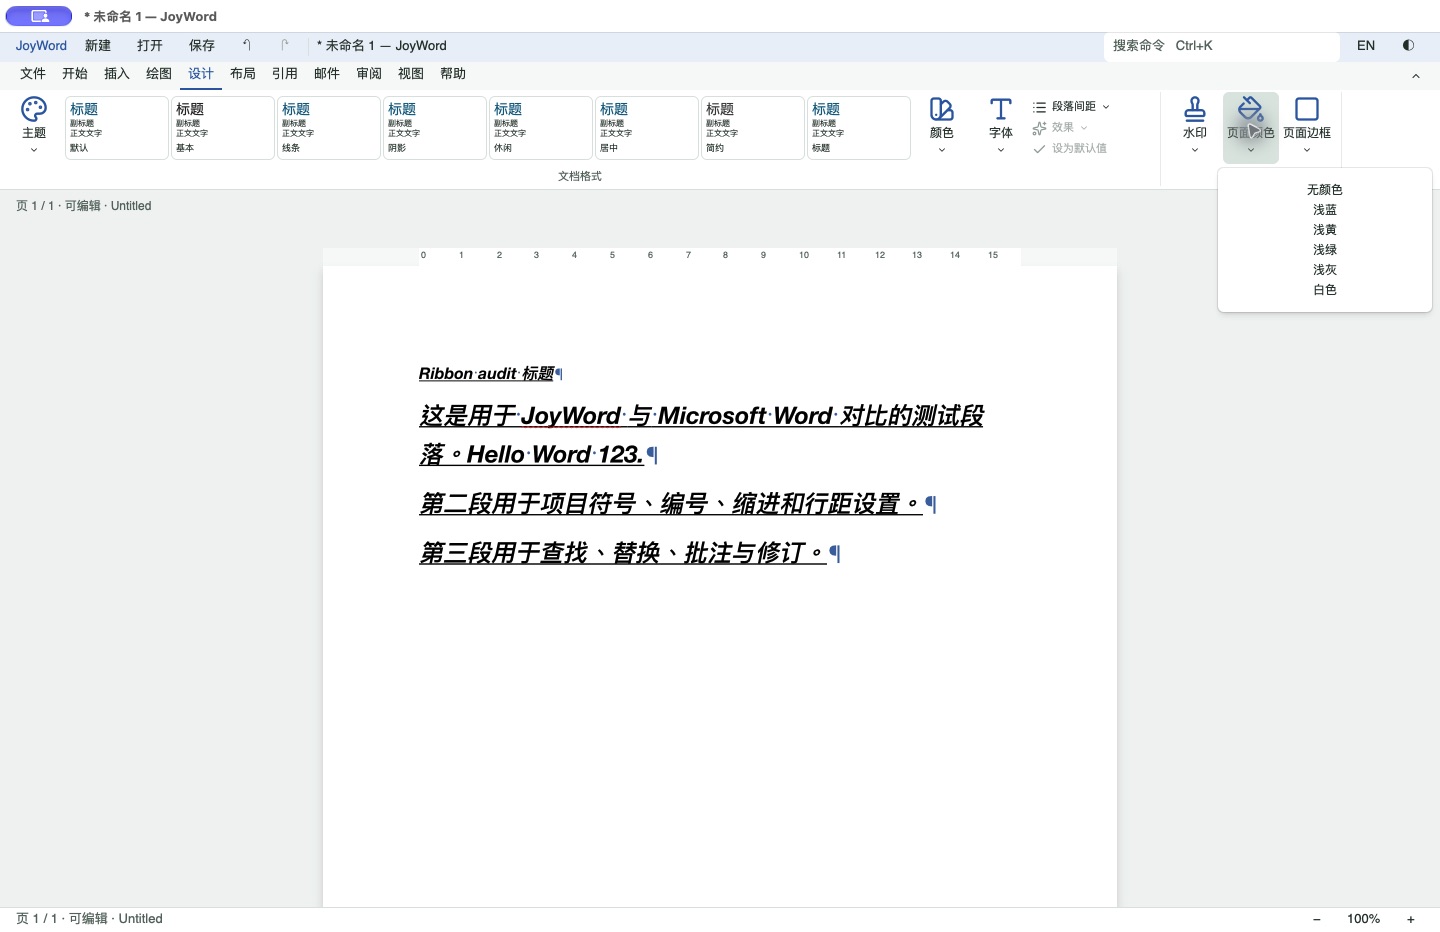 * 未命名 1 — JoyWord
JoyWord 新建 打开 保存 * 未命名 1 — JoyWord 搜索命令 Ctrl+K EN
文件 开始 插入 绘图 设计 布局 引用 邮件 审阅 视图 帮助
主题
标题
副标题
正文文字
默认
标题
副标题
正文文字
基本
标题
副标题
正文文字
线条
标题
副标题
正文文字
阴影
标题
副标题
正文文字
休闲
标题
副标题
正文文字
居中
标题
副标题
正文文字
简约
标题
副标题
正文文字
标题
颜色
字体
段落间距
效果
设为默认值
水印
页面颜色
页面边框
文档格式
无颜色
浅蓝
浅黄
浅绿
浅灰
白色
页 1 / 1 · 可编辑 · Untitled
0 1 2 3 4 5 6 7 8 9 10 11 12 13 14 15
Ribbon·audit·标题¶
这是用于·JoyWord·与·Microsoft·Word·对比的测试段
落。Hello·Word·123.¶
第二段用于项目符号、编号、缩进和行距设置。¶
第三段用于查找、替换、批注与修订。¶
页 1 / 1 · 可编辑 · Untitled − 100% +